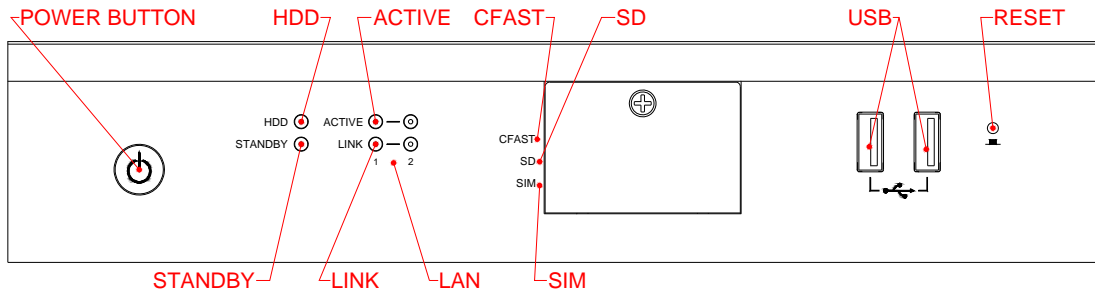 POWER BUTTON
HDD
ACTIVE
CFAST
SD
USB
RESET
HDD
ACTIVE
STANDBY
LINK
1
2
CFAST
SD
SIM
STANDBY
LINK
LAN
SIM